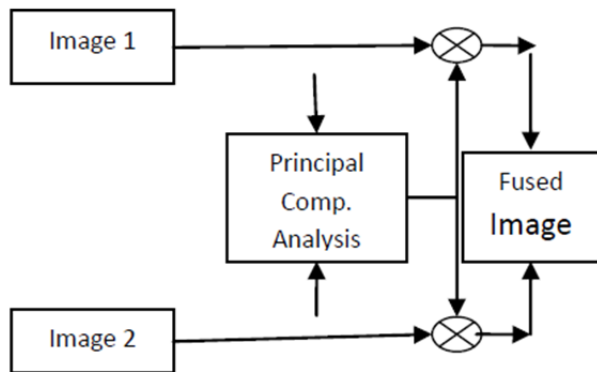 Image 1
Principal
Comp.
Analysis
Fused
Image
Image 2